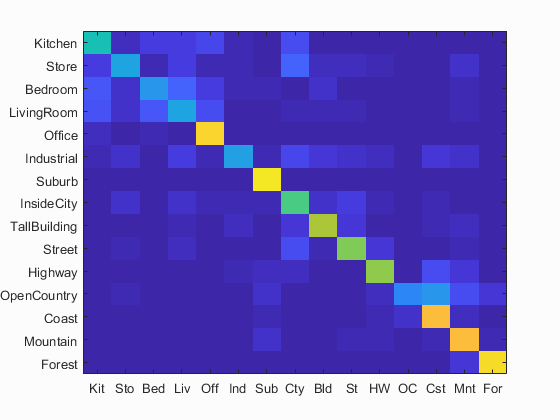 Kitchen
Store
Bedroom
LivingRoom
Office
Industrial
Suburb
InsideCity
TallBuilding
Street
Highway
OpenCountry
Coast
Mountain
Forest
Kit Sto Bed Liv Off Ind Sub Cty Bld St HW OC Cst Mnt For